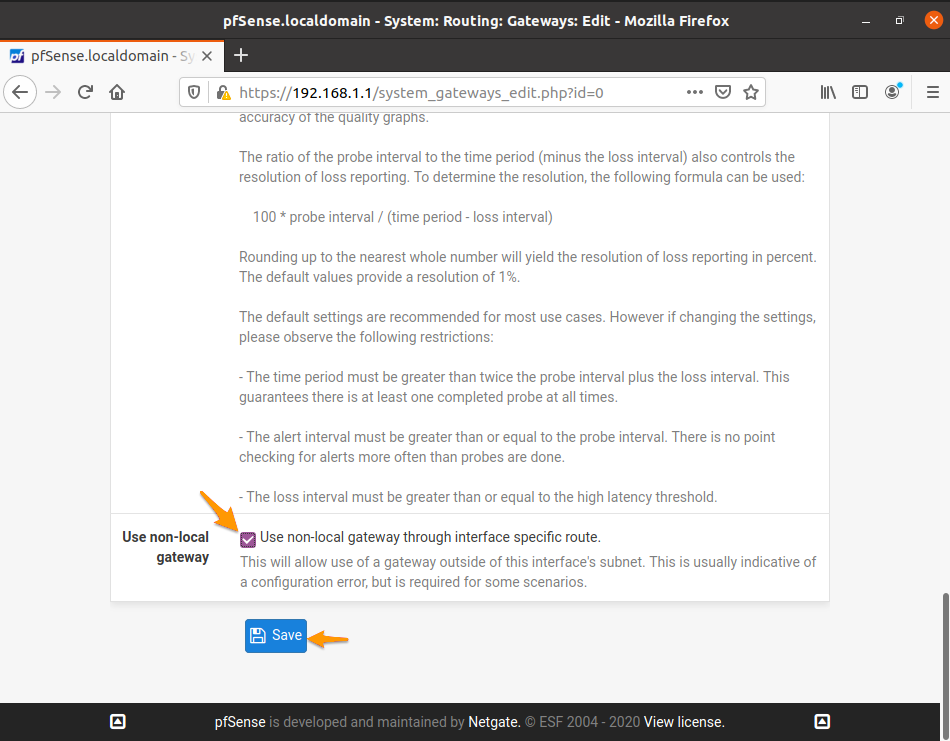 pfSense.localdomain - System: Routing: Gateways: Edit - Mozilla Firefox
pfSense.localdomain - Sy
https://192.168.1.1/system_gateways_edit.php?id=0
accuracy of the quality graphs.
The ratio of the probe interval to the time period (minus the loss interval) also controls the
resolution of loss reporting. To determine the resolution, the following formula can be used:
100 * probe interval / (time period - loss interval)
Rounding up to the nearest whole number will yield the resolution of loss reporting in percent.
The default values provide a resolution of 1%.
The default settings are recommended for most use cases. However if changing the settings,
please observe the following restrictions:
- The time period must be greater than twice the probe interval plus the loss interval. This
guarantees there is at least one completed probe at all times.
- The alert interval must be greater than or equal to the probe interval. There is no point
checking for alerts more often than probes are done.
- The loss interval must be greater than or equal to the high latency threshold.
Use non-local
gateway
Use non-local gateway through interface specific route.
This will allow use of a gateway outside of this interface's subnet. This is usually indicative of
a configuration error, but is required for some scenarios.
Save
pfSense is developed and maintained by Netgate. © ESF 2004 - 2020 View license.